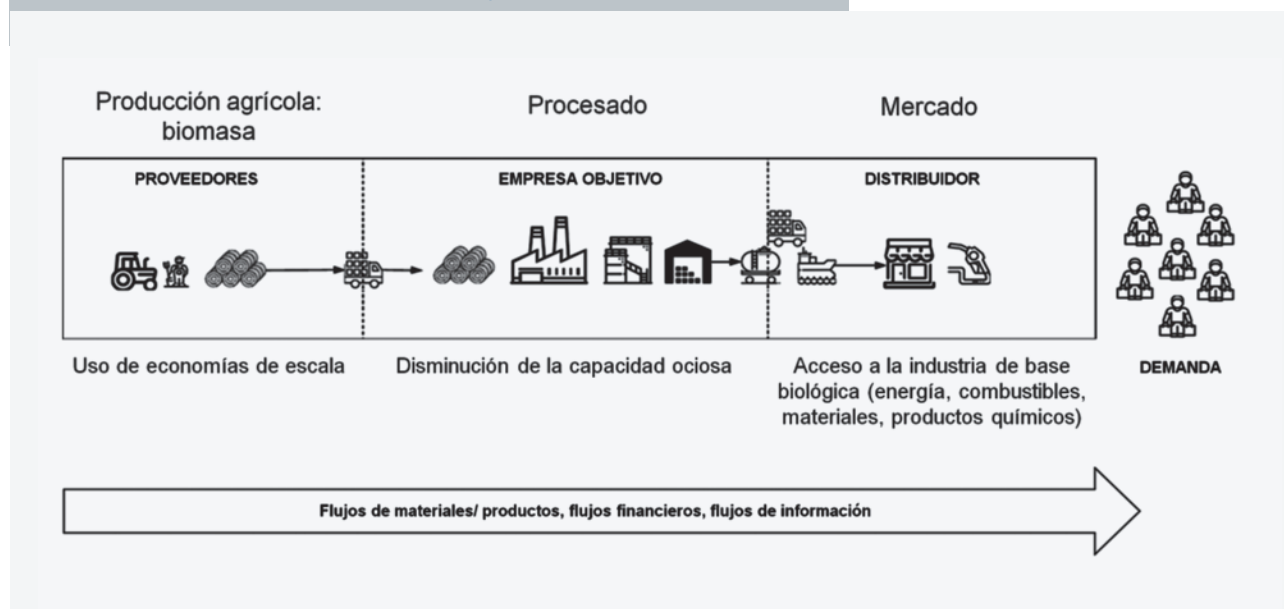 Producción agrícola:
biomasa
Procesado
Mercado
PROVEEDORES
EMPRESA OBJETIVO
DISTRIBUIDOR
Uso de economías de escala
Disminución de la capacidad ociosa
Acceso a la industria de base
biológica (energía, combustibles,
materiales, productos químicos)
DEMANDA
Flujos de materiales/ productos, flujos financieros, flujos de información